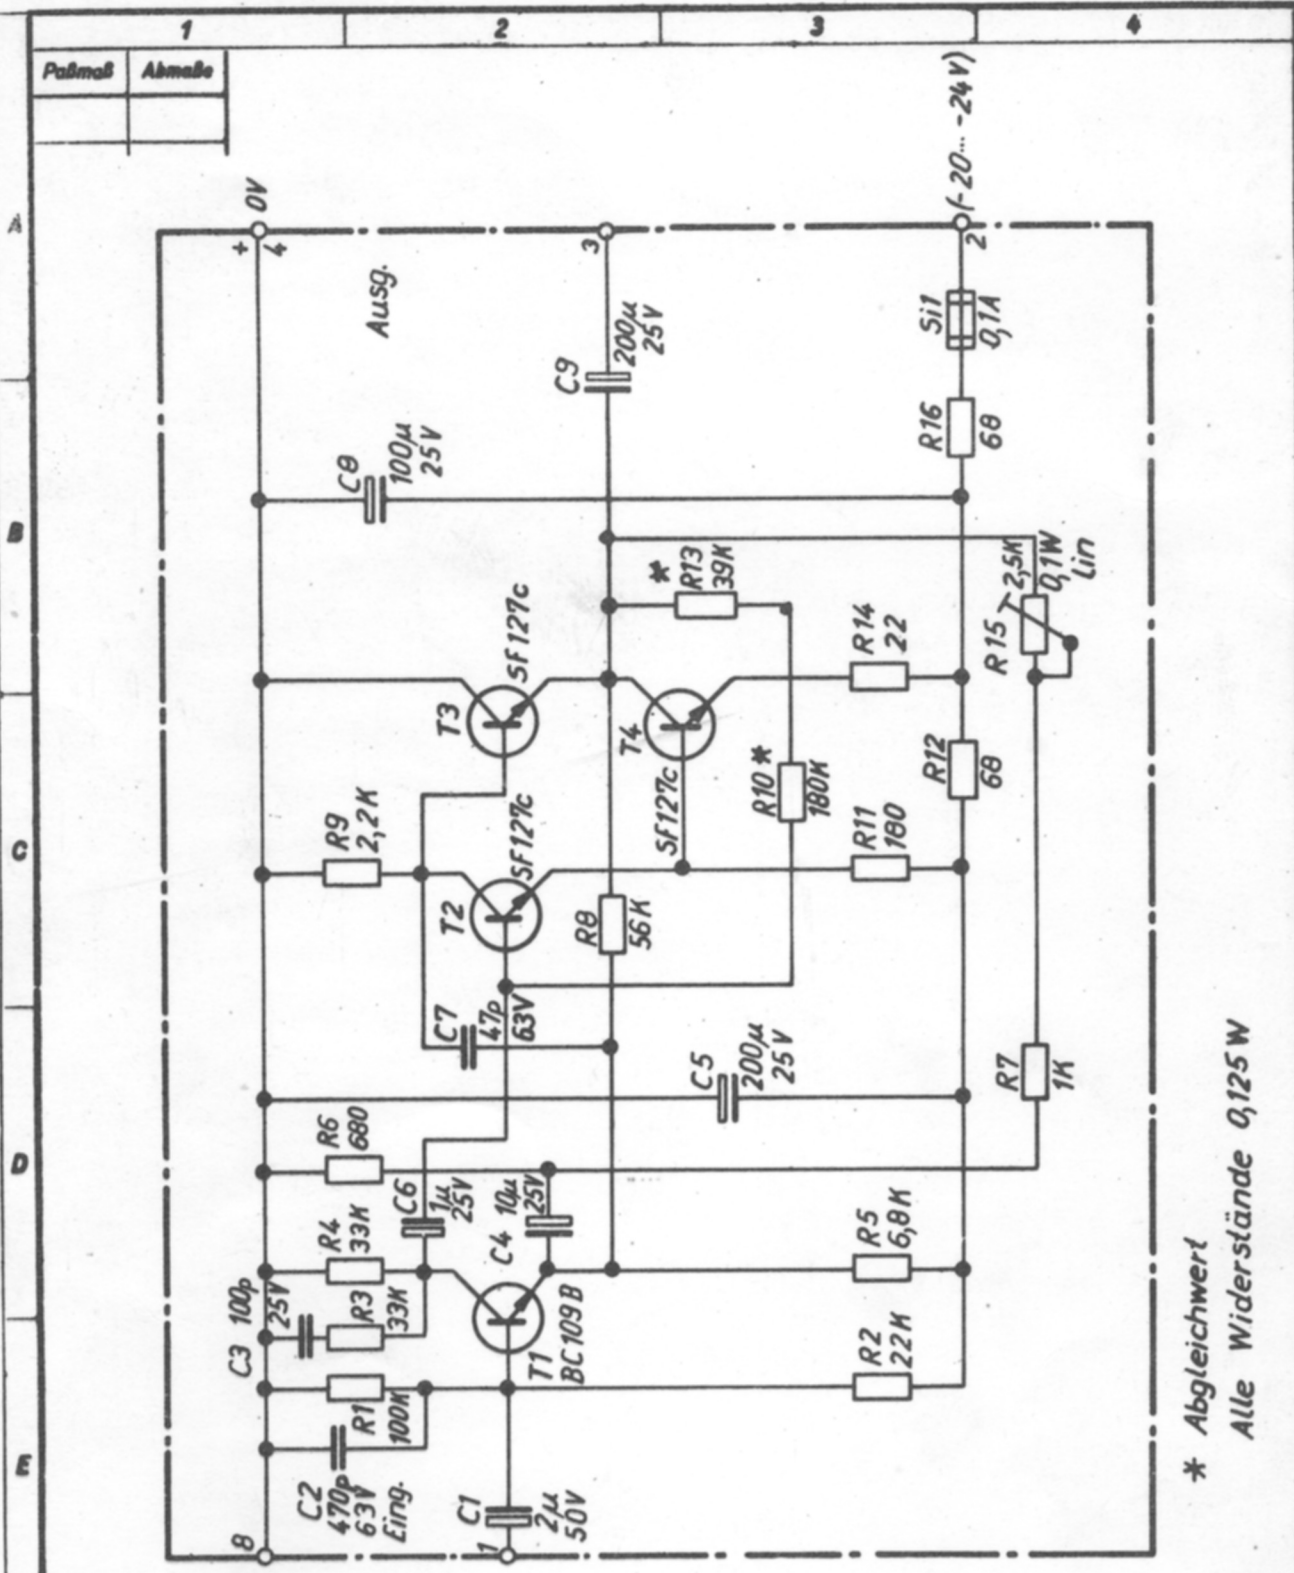 1
2
3
4
Paßmaß
Abmaße
A
B
C
D
E
0V
+
4
Ausg.
3
2
(-20... -24V)
Si1
0,1A
C9
200µ
25V
R16
68
C8
100µ
25V
*
R13
39K
R15
2,5K
0,1W
lin
T3
SF127c
T4
SF127c
R14
22
R12
68
R10*
180K
R11
180
R9
2,2K
T2
SF127c
R8
56K
C7
47p
63V
C5
200µ
25V
R7
1K
R6
680
C6
1µ
25V
C4
10µ
25V
R4
33K
R3
33K
C3
100p
25V
R5
6,8K
R2
22K
T1
BC109B
R1
100K
C2
470p
63V
Eing.
C1
2µ
50V
8
1
* Abgleichwert
Alle Widerstände 0,125W